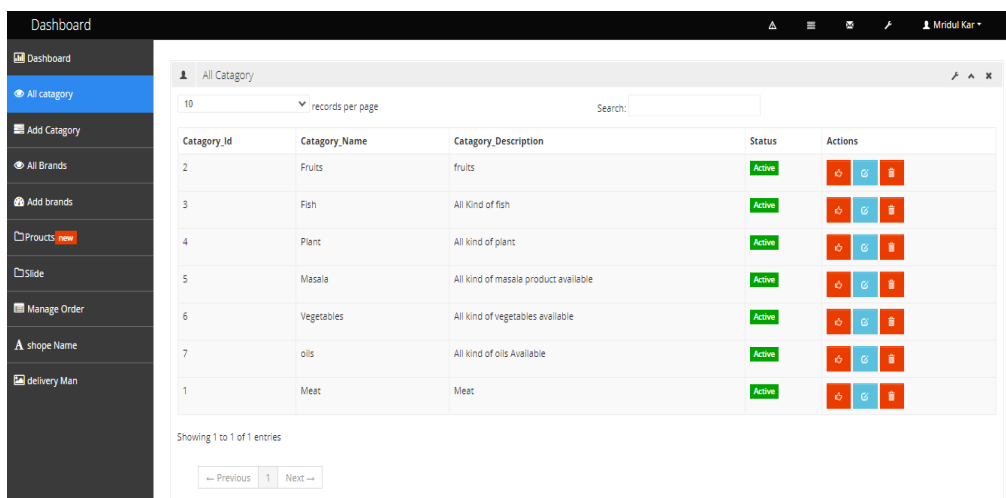 Dashboard
Mridul Kar
Dashboard
All catagory
Add Catagory
All Brands
Add brands
Proucts new
Slide
Manage Order
shope Name
delivery Man
All Catagory
10 records per page
Search:
Catagory_Id Catagory_Name Catagory_Description Status Actions
2 Fruits fruits Active
3 Fish All Kind of fish Active
4 Plant All kind of plant Active
5 Masala All kind of masala product available Active
6 Vegetables All kind of vegetables available Active
7 oils All kind of oils Available Active
1 Meat Meat Active
Showing 1 to 1 of 1 entries
← Previous 1 Next →